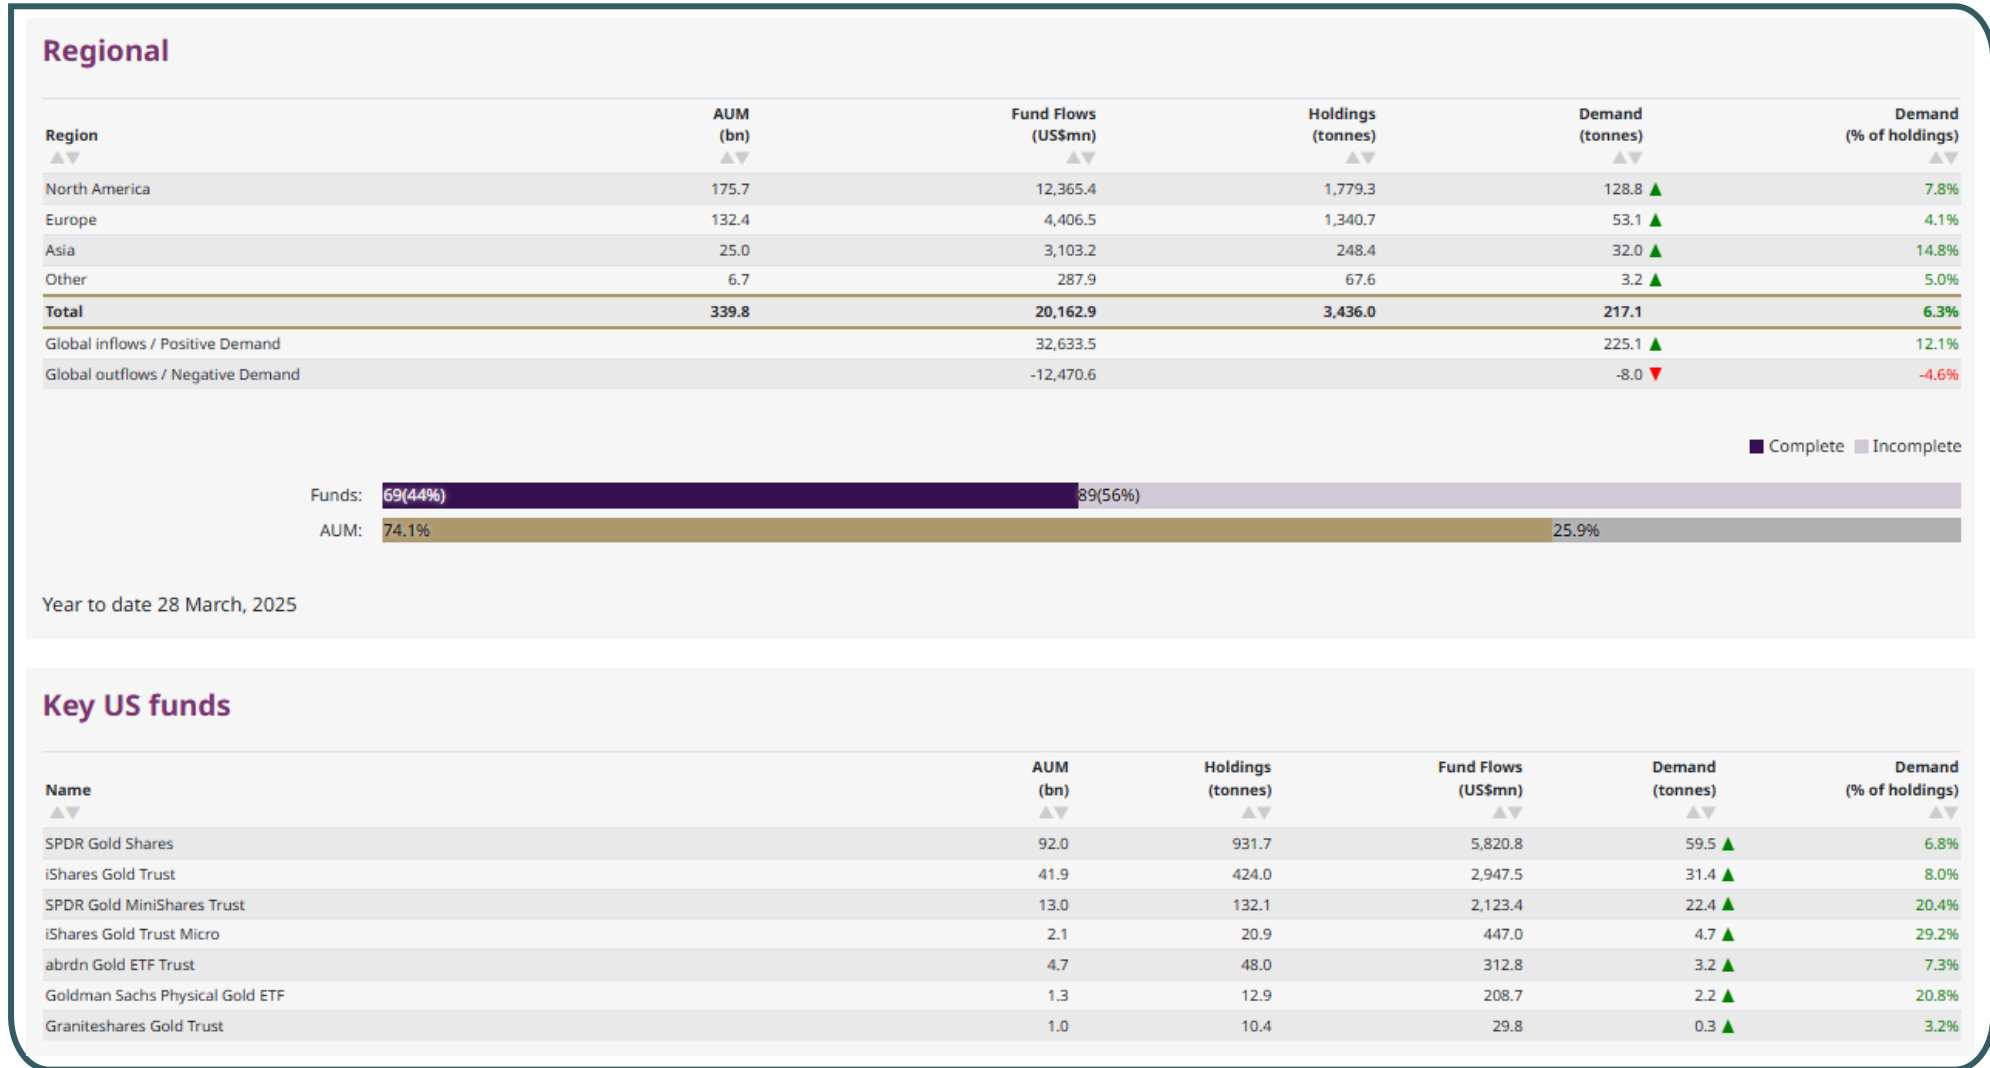 Regional
Region AUM (bn) Fund Flows (US$mn) Holdings (tonnes) Demand (tonnes) Demand (% of holdings)
North America 175.7 12,365.4 1,779.3 128.8 7.8%
Europe 132.4 4,406.5 1,340.7 53.1 4.1%
Asia 25.0 3,103.2 248.4 32.0 14.8%
Other 6.7 287.9 67.6 3.2 5.0%
Total 339.8 20,162.9 3,436.0 217.1 6.3%
Global inflows / Positive Demand 32,633.5 225.1 12.1%
Global outflows / Negative Demand -12,470.6 -8.0 -4.6%
Complete Incomplete
Funds: 69(44%) 89(56%)
AUM: 74.1% 25.9%
Year to date 28 March, 2025
Key US funds
Name AUM (bn) Holdings (tonnes) Fund Flows (US$mn) Demand (tonnes) Demand (% of holdings)
SPDR Gold Shares 92.0 931.7 5,820.8 59.5 6.8%
iShares Gold Trust 41.9 424.0 2,947.5 31.4 8.0%
SPDR Gold MiniShares Trust 13.0 132.1 2,123.4 22.4 20.4%
iShares Gold Trust Micro 2.1 20.9 447.0 4.7 29.2%
abrdn Gold ETF Trust 4.7 48.0 312.8 3.2 7.3%
Goldman Sachs Physical Gold ETF 1.3 12.9 208.7 2.2 20.8%
Graniteshares Gold Trust 1.0 10.4 29.8 0.3 3.2%